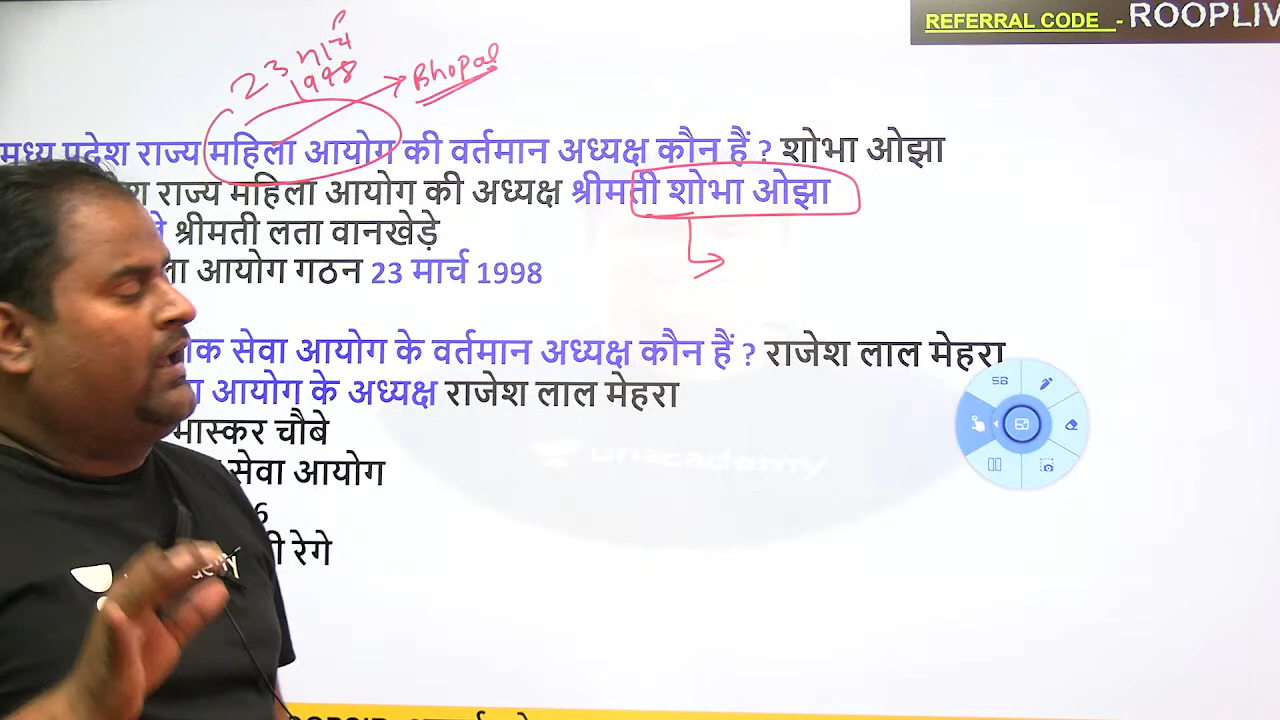 REFERRAL CODE - ROOPLIV
23 मार्च
1998
Bhopal
मध्य प्रदेश राज्य महिला आयोग की वर्तमान अध्यक्ष कौन हैं ? शोभा ओझा
राज्य महिला आयोग की अध्यक्ष श्रीमती शोभा ओझा
श्रीमती लता वानखेड़े
आयोग गठन 23 मार्च 1998
सेवा आयोग के वर्तमान अध्यक्ष कौन हैं ? राजेश लाल मेहरा
आयोग के अध्यक्ष राजेश लाल मेहरा
भास्कर चौबे
सेवा आयोग
6
रेगे
unacademy